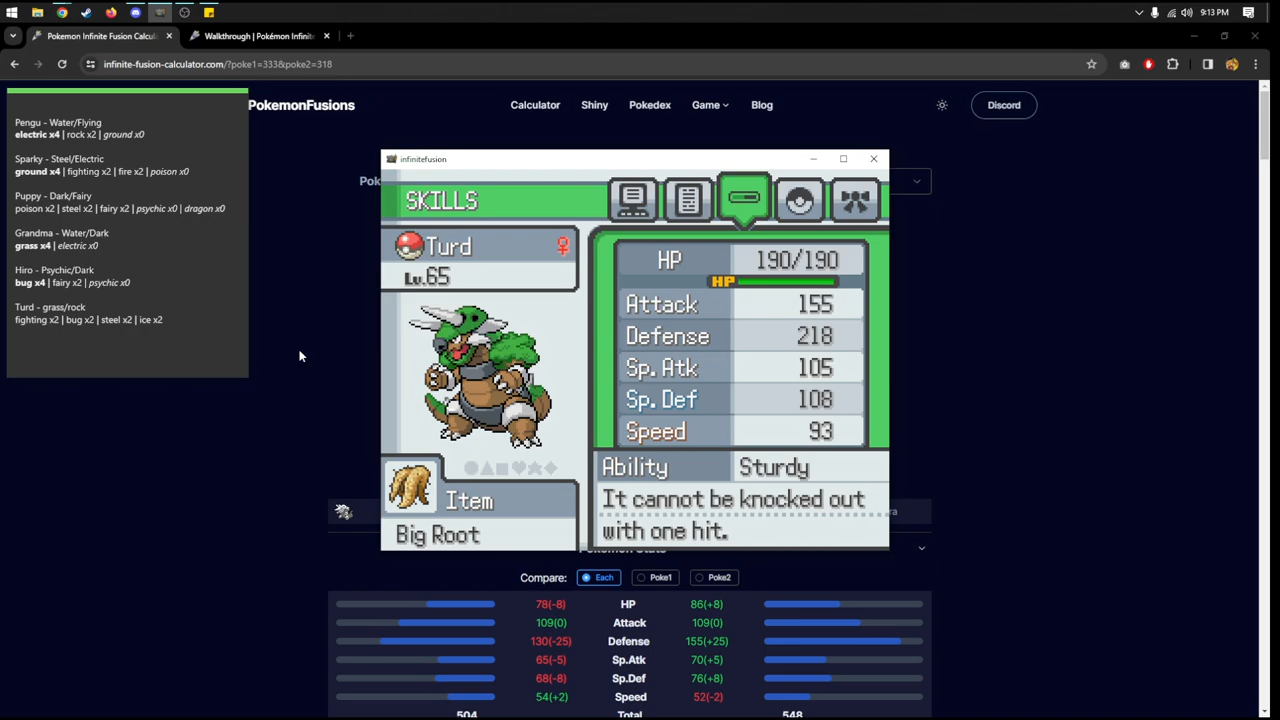 9:13 PM
Pokemon Infinite Fusion Calcula
Walkthrough | Pokémon Infinite
infinite-fusion-calculator.com/?poke1=333&poke2=318
PokemonFusions
Calculator
Shiny
Pokedex
Game
Blog
Discord
Pengu - Water/Flying
electric x4 | rock x2 | ground x0
Sparky - Steel/Electric
ground x4 | fighting x2 | fire x2 | poison x0
Puppy - Dark/Fairy
poison x2 | steel x2 | fairy x2 | psychic x0 | dragon x0
Grandma - Water/Dark
grass x4 | electric x0
Hiro - Psychic/Dark
bug x4 | fairy x2 | psychic x0
Turd - grass/rock
fighting x2 | bug x2 | steel x2 | ice x2
infinitefusion
SKILLS
Turd ♀
Lv.65
Item
Big Root
HP 190/190
HP
Attack 155
Defense 218
Sp. Atk 105
Sp. Def 108
Speed 93
Ability Sturdy
It cannot be knocked out
with one hit.
Compare: Each Poke1 Poke2
78(-8) HP 86(+8)
109(0) Attack 109(0)
130(-25) Defense 155(+25)
65(-5) Sp.Atk 70(+5)
68(-8) Sp.Def 76(+8)
54(+2) Speed 52(-2)
504 Total 548